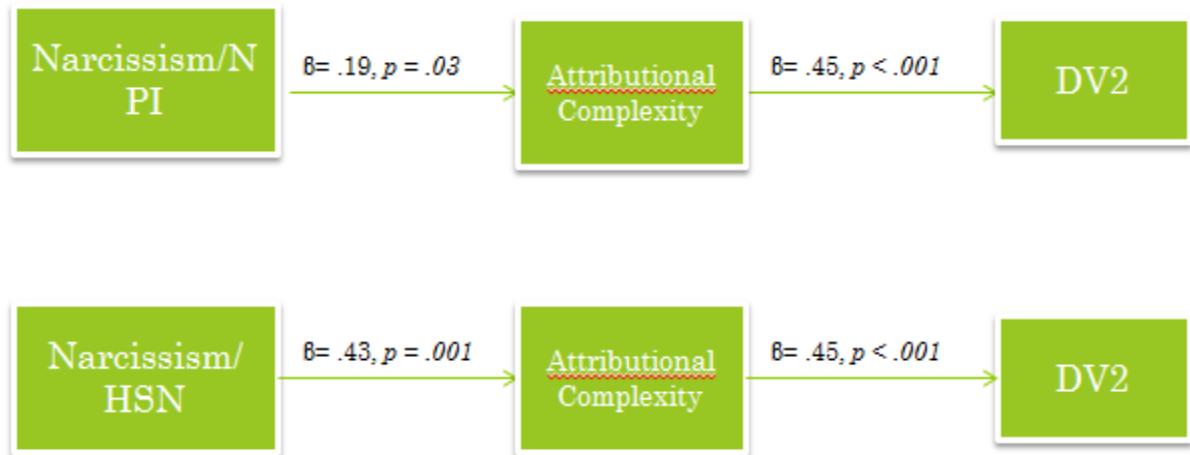 Narcissism/N
PI
ϐ= .19, p = .03
Attributional
Complexity
ϐ= .45, p < .001
DV2
Narcissism/
HSN
ϐ= .43, p = .001
Attributional
Complexity
ϐ= .45, p < .001
DV2